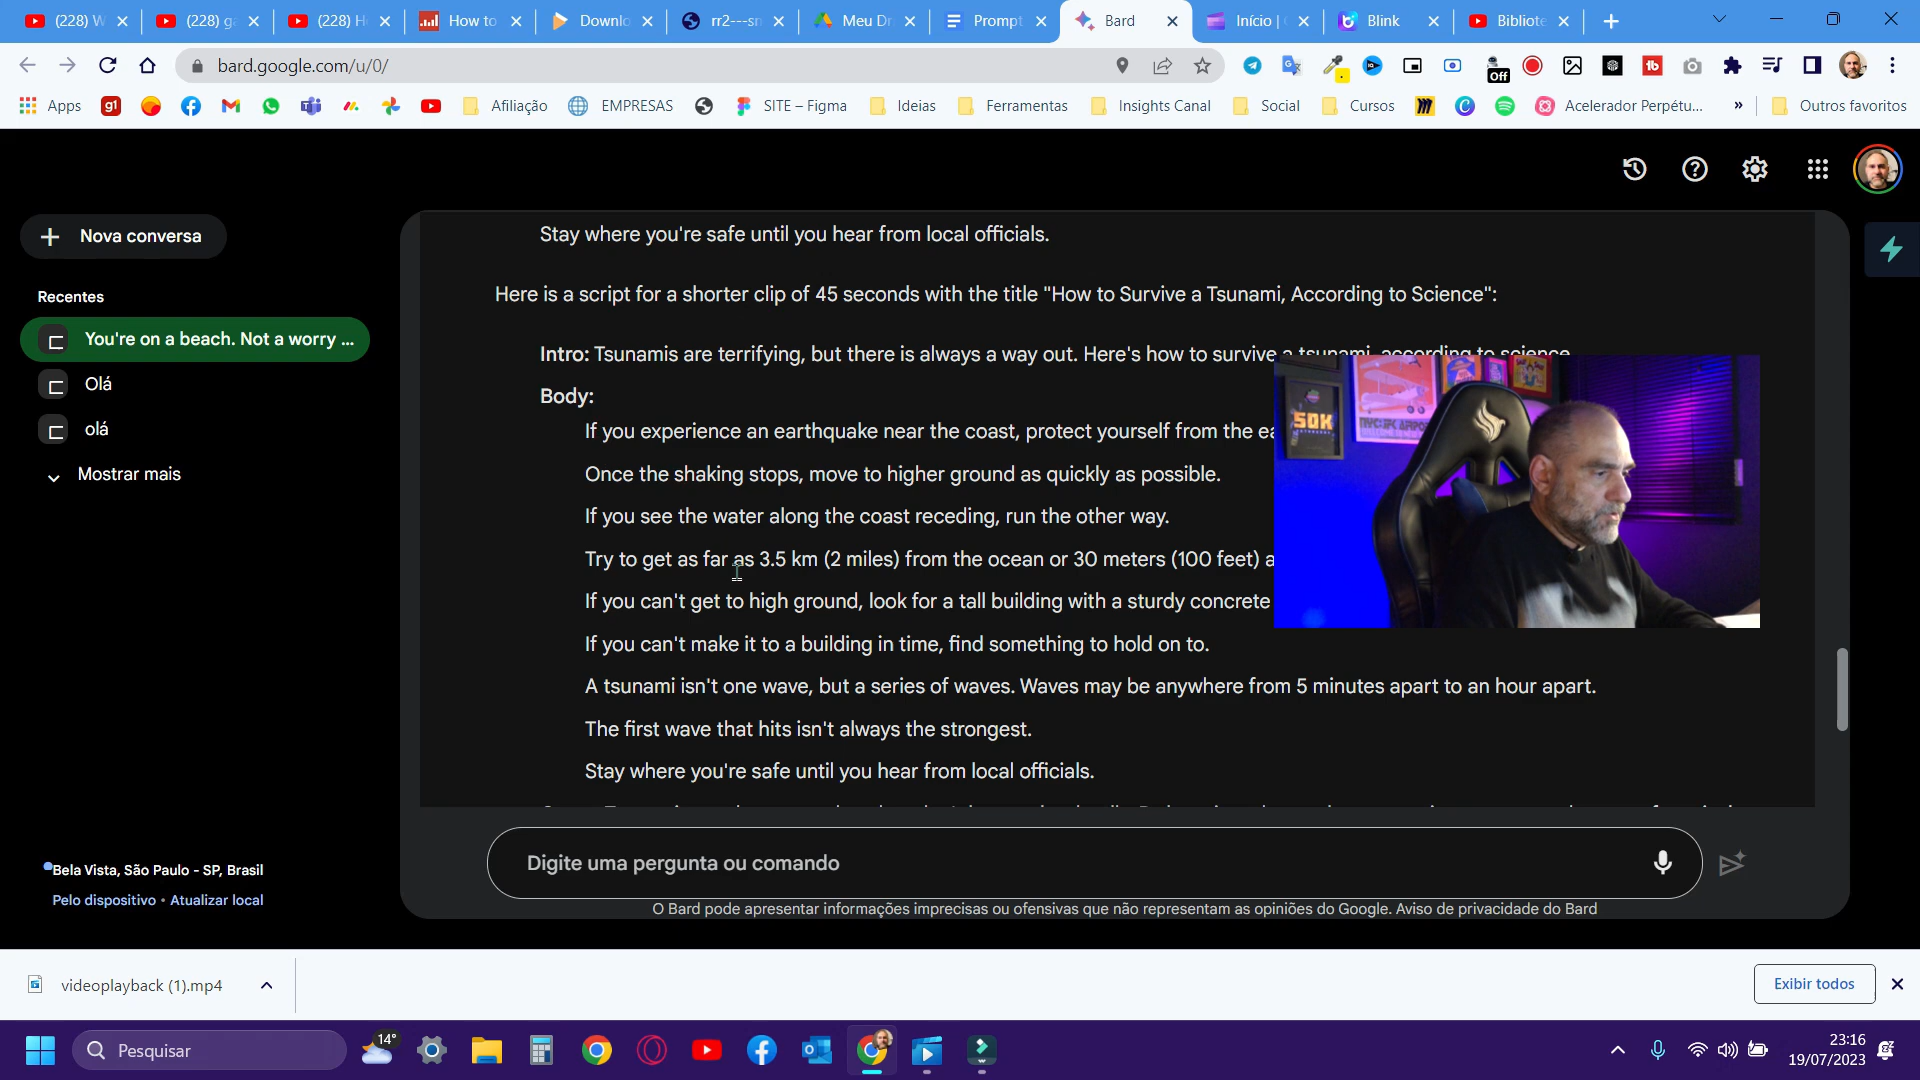 (228) W
(228) g
(228) H
How to
Downlo
rr2---sn
Meu Dr
Prompt
Bard
Início |
Blink
Bibliote
bard.google.com/u/0/
Off
Apps
Afiliação
EMPRESAS
SITE – Figma
Ideias
Ferramentas
Insights Canal
Social
Cursos
Acelerador Perpétu...
»
Outros favoritos
Nova conversa
Recentes
You're on a beach. Not a worry ...
Olá
olá
Mostrar mais
Bela Vista, São Paulo - SP, Brasil
Pelo dispositivo • Atualizar local
Stay where you're safe until you hear from local officials.
Here is a script for a shorter clip of 45 seconds with the title "How to Survive a Tsunami, According to Science":
Intro: Tsunamis are terrifying, but there is always a way out. Here's how to survive a tsunami, according to science.
Body:
If you experience an earthquake near the coast, protect yourself from the ea
Once the shaking stops, move to higher ground as quickly as possible.
If you see the water along the coast receding, run the other way.
Try to get as far as 3.5 km (2 miles) from the ocean or 30 meters (100 feet) a
If you can't get to high ground, look for a tall building with a sturdy concrete
If you can't make it to a building in time, find something to hold on to.
A tsunami isn't one wave, but a series of waves. Waves may be anywhere from 5 minutes apart to an hour apart.
The first wave that hits isn't always the strongest.
Stay where you're safe until you hear from local officials.
SOK
Digite uma pergunta ou comando
O Bard pode apresentar informações imprecisas ou ofensivas que não representam as opiniões do Google. Aviso de privacidade do Bard
videoplayback (1).mp4
Exibir todos
Pesquisar
14°
23:16
19/07/2023